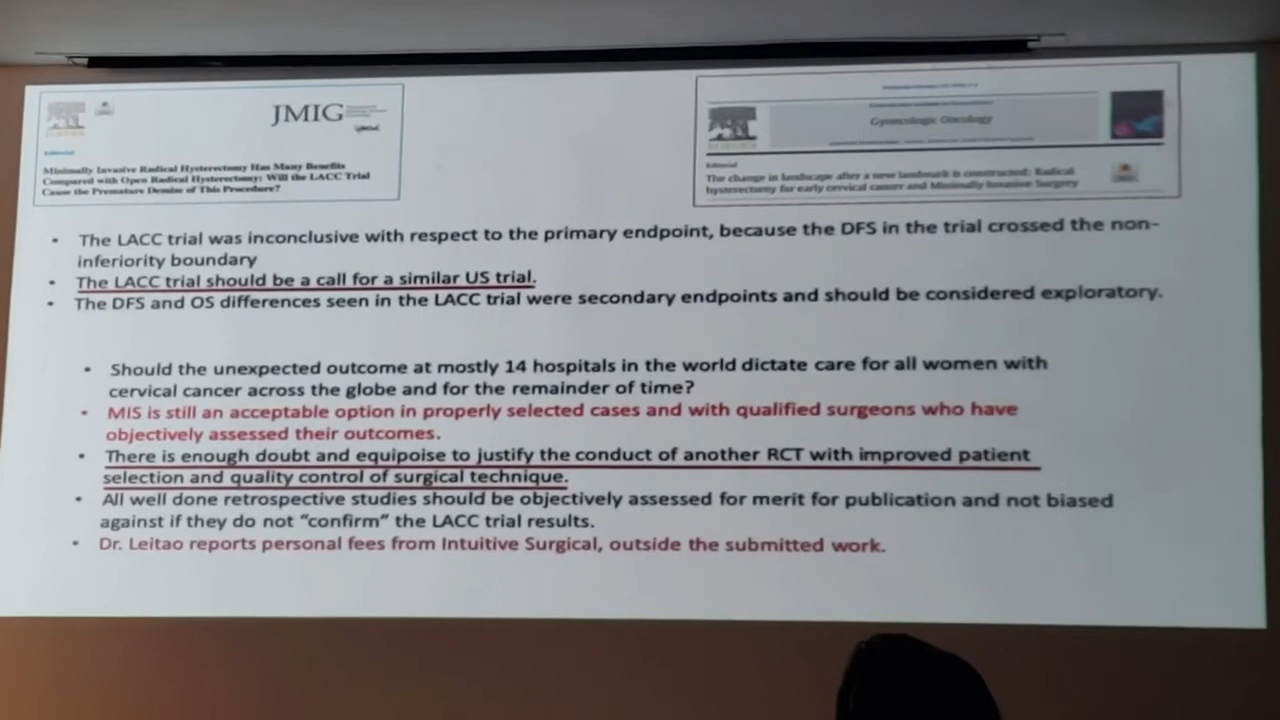 JMIG
Editorial
Minimally Invasive Radical Hysterectomy Has Many Benefits
Compared with Open Radical Hysterectomy: Will the LACC Trial
Cause the Premature Demise of This Procedure?
Gynecologic Oncology
Editorial
The change in landscape after a new landmark is constructed: Radical
hysterectomy for early cervical cancer and Minimally Invasive Surgery
• The LACC trial was inconclusive with respect to the primary endpoint, because the DFS in the trial crossed the non-
inferiority boundary
• The LACC trial should be a call for a similar US trial.
• The DFS and OS differences seen in the LACC trial were secondary endpoints and should be considered exploratory.
• Should the unexpected outcome at mostly 14 hospitals in the world dictate care for all women with
cervical cancer across the globe and for the remainder of time?
• MIS is still an acceptable option in properly selected cases and with qualified surgeons who have
objectively assessed their outcomes.
• There is enough doubt and equipoise to justify the conduct of another RCT with improved patient
selection and quality control of surgical technique.
• All well done retrospective studies should be objectively assessed for merit for publication and not biased
against if they do not “confirm” the LACC trial results.
• Dr. Leitao reports personal fees from Intuitive Surgical, outside the submitted work.